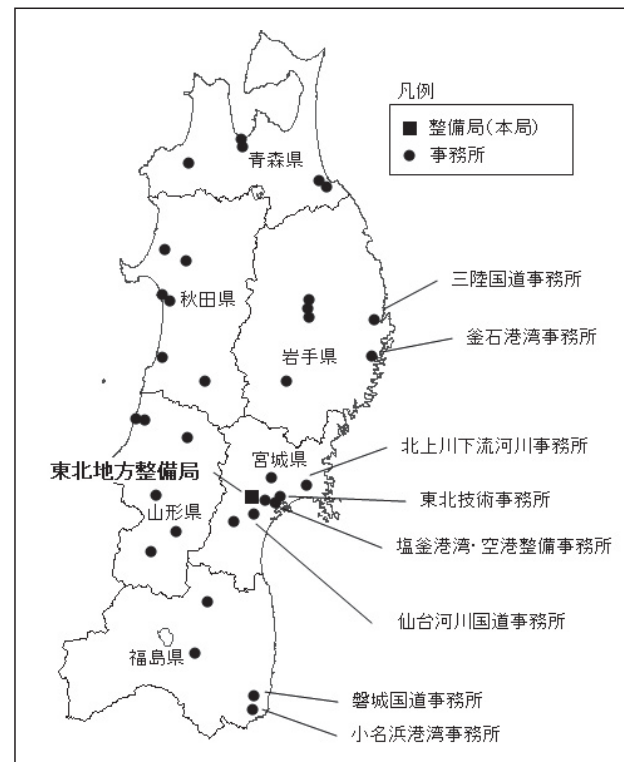 凡例
■ 整備局(本局)
● 事務所
青森県
秋田県
岩手県
三陸国道事務所
釜石港湾事務所
宮城県
北上川下流河川事務所
東北地方整備局
東北技術事務所
山形県
塩釜港湾・空港整備事務所
仙台河川国道事務所
福島県
磐城国道事務所
小名浜港湾事務所